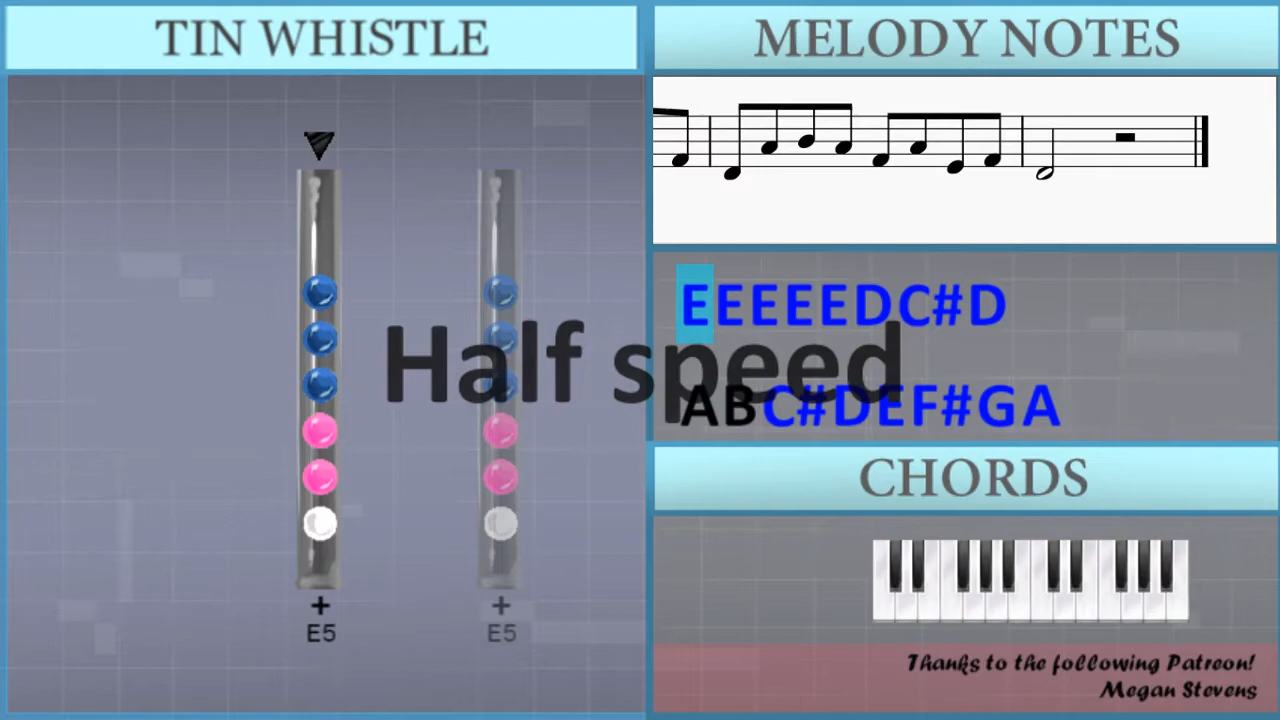 TIN WHISTLE
MELODY NOTES
EEEEEDC#D
Half speed
ABC#DEF#GA
CHORDS
+ +
E5 E5
Thanks to the following Patreon!
Megan Stevens